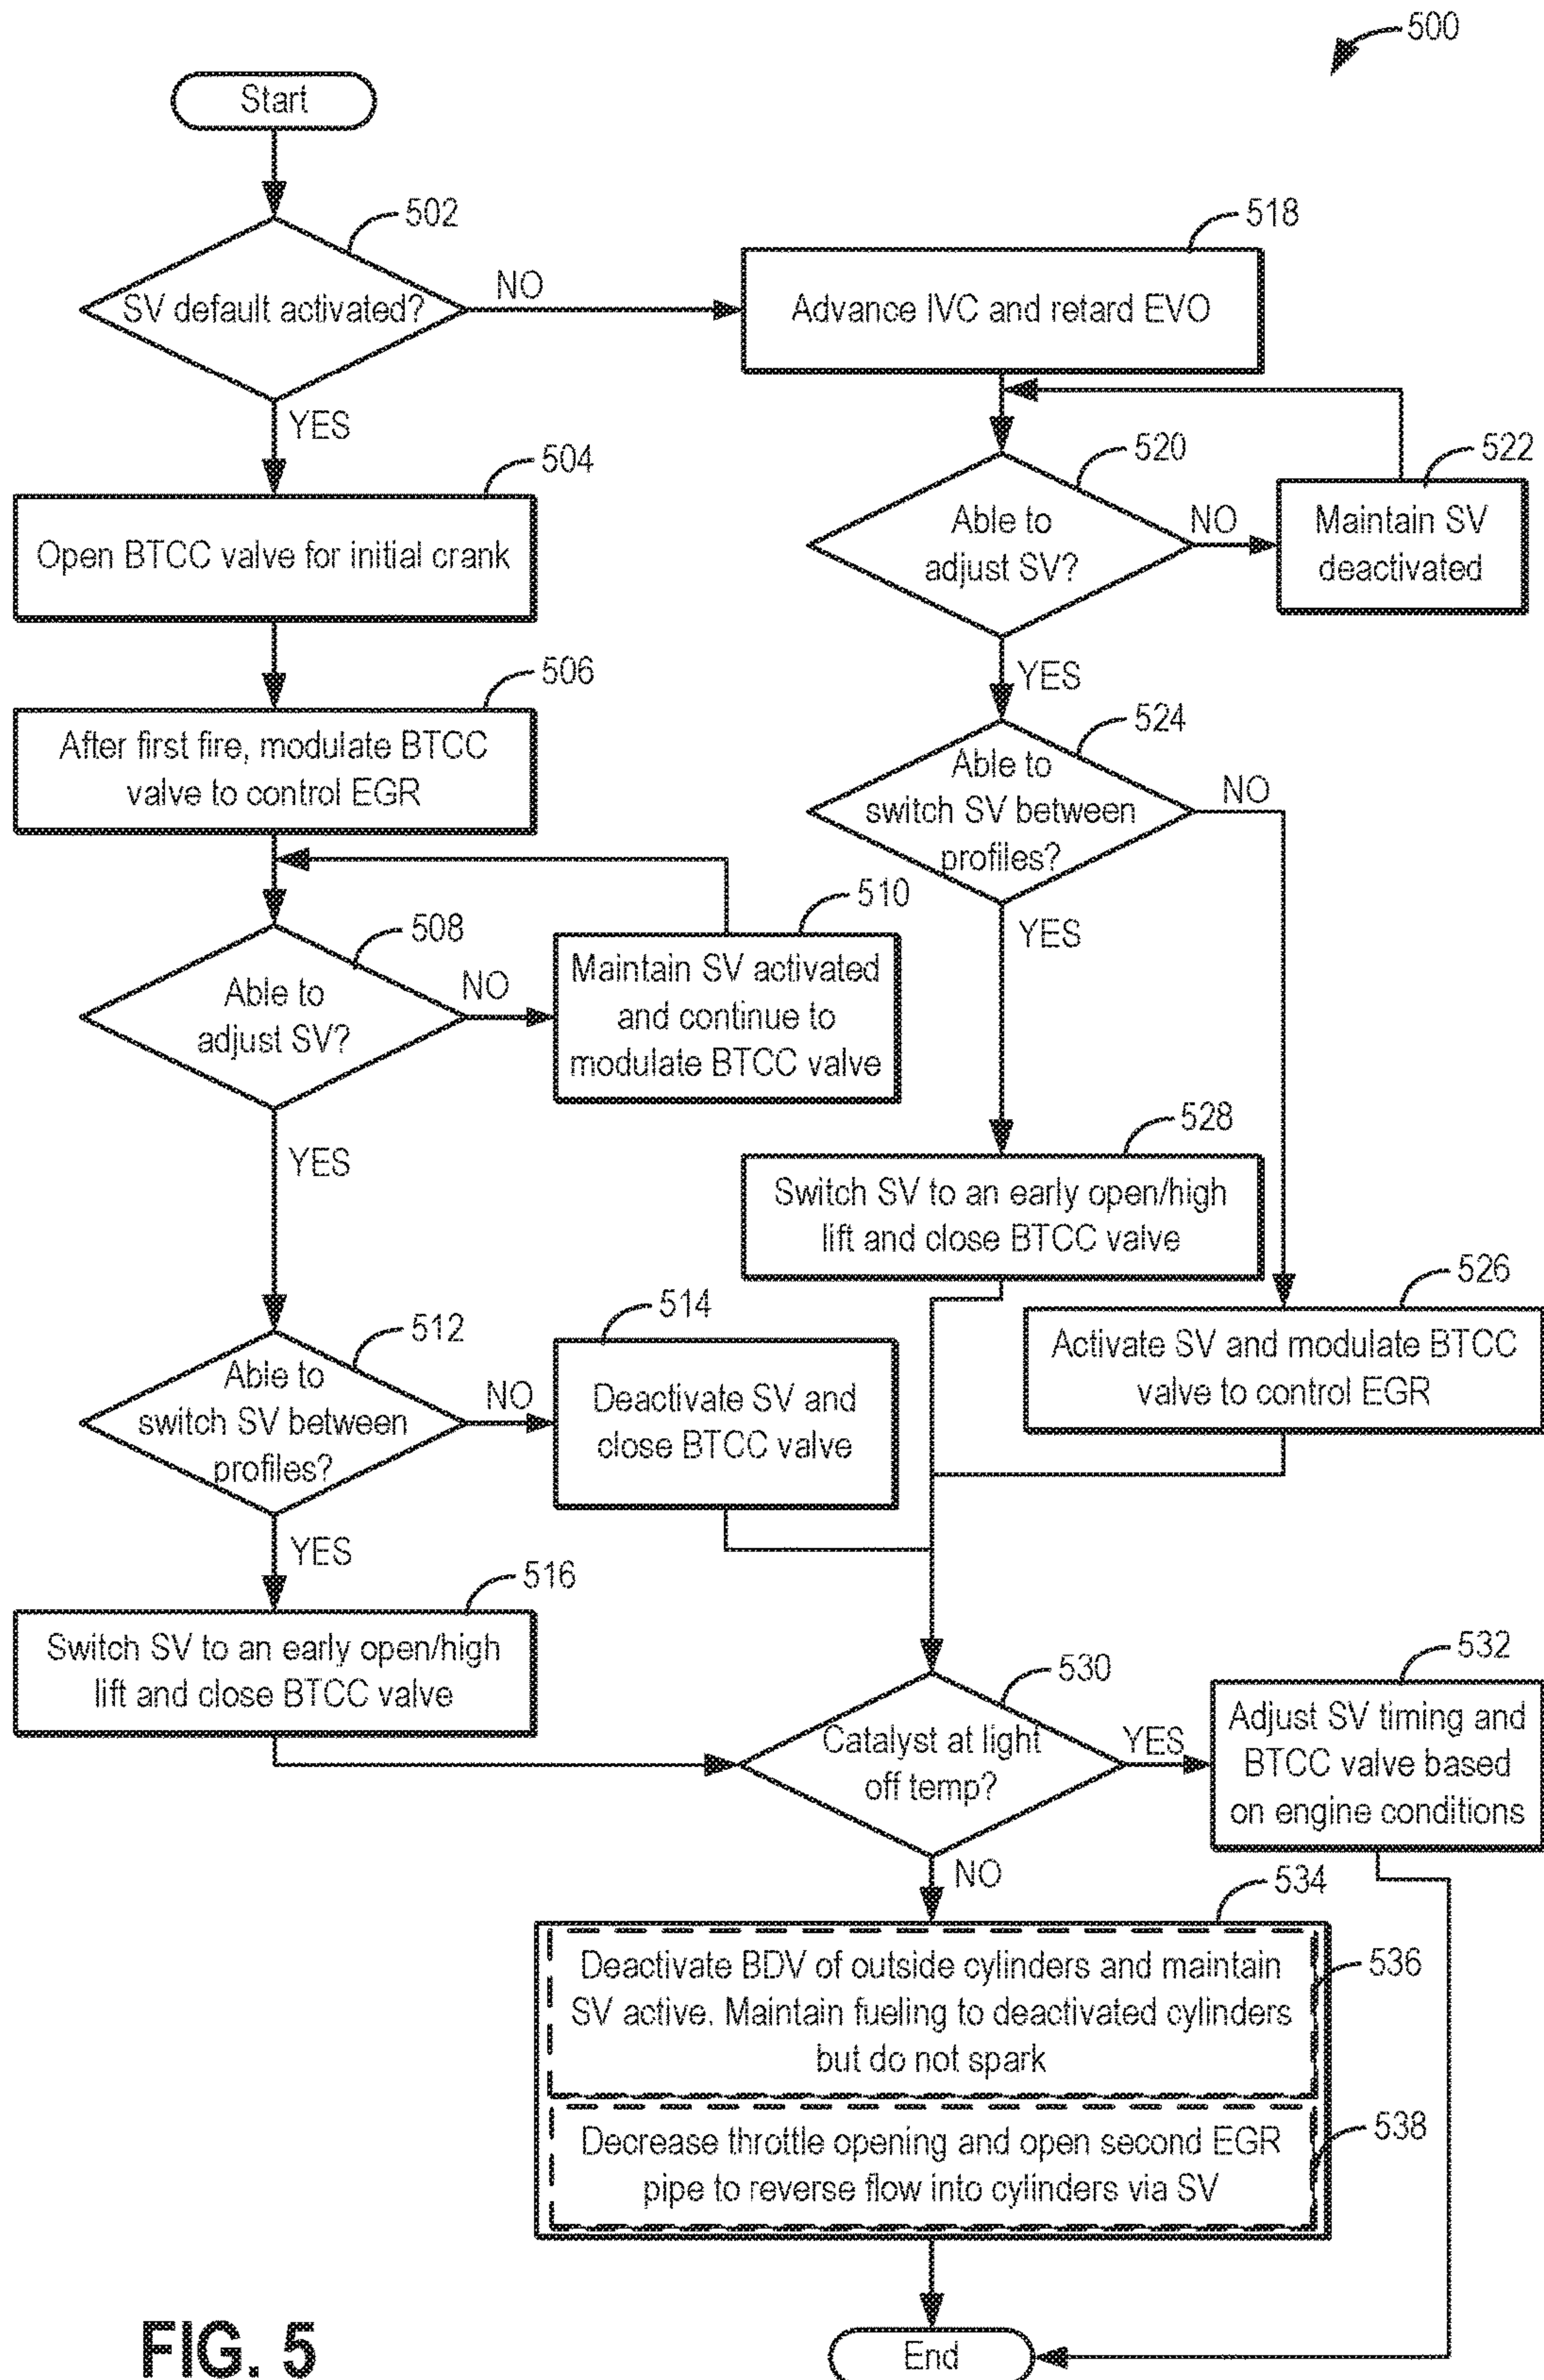 500
Start
502
SV default activated?
NO
YES
518
Advance IVC and retard EVO
504
Open BTCC valve for initial crank
520
Able to
adjust SV?
NO
YES
522
Maintain SV
deactivated
506
After first fire, modulate BTCC
valve to control EGR
524
Able to
switch SV between
profiles?
NO
YES
508
Able to
adjust SV?
NO
YES
510
Maintain SV activated
and continue to
modulate BTCC valve
528
Switch SV to an early open/high
lift and close BTCC valve
526
Activate SV and modulate BTCC
valve to control EGR
512
Able to
switch SV between
profiles?
NO
YES
514
Deactivate SV and
close BTCC valve
516
Switch SV to an early open/high
lift and close BTCC valve
530
Catalyst at light
off temp?
YES
NO
532
Adjust SV timing and
BTCC valve based
on engine conditions
534
Deactivate BDV of outside cylinders and maintain
SV active. Maintain fueling to deactivated cylinders
but do not spark
536
Decrease throttle opening and open second EGR
pipe to reverse flow into cylinders via SV
538
End
FIG. 5